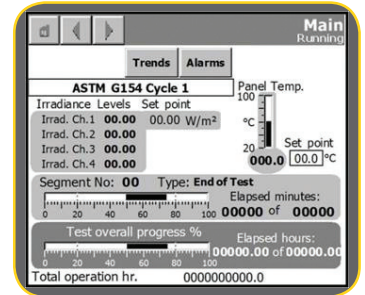 Main
Running
Trends Alarms
ASTM G154 Cycle 1
Panel Temp.
100
°C
20
000.0
Set point
00.0 °C
Irradiance Levels Set point
Irrad. Ch.1 00.00 00.00 W/m²
Irrad. Ch.2 00.00
Irrad. Ch.3 00.00
Irrad. Ch.4 00.00
Segment No: 00 Type: End of Test
Elapsed minutes:
0 20 40 60 80 100
00000 of 00000
Test overall progress %
Elapsed hours:
0 20 40 60 80 100
00000.00 of 00000.00
Total operation hr. 0000000000.0